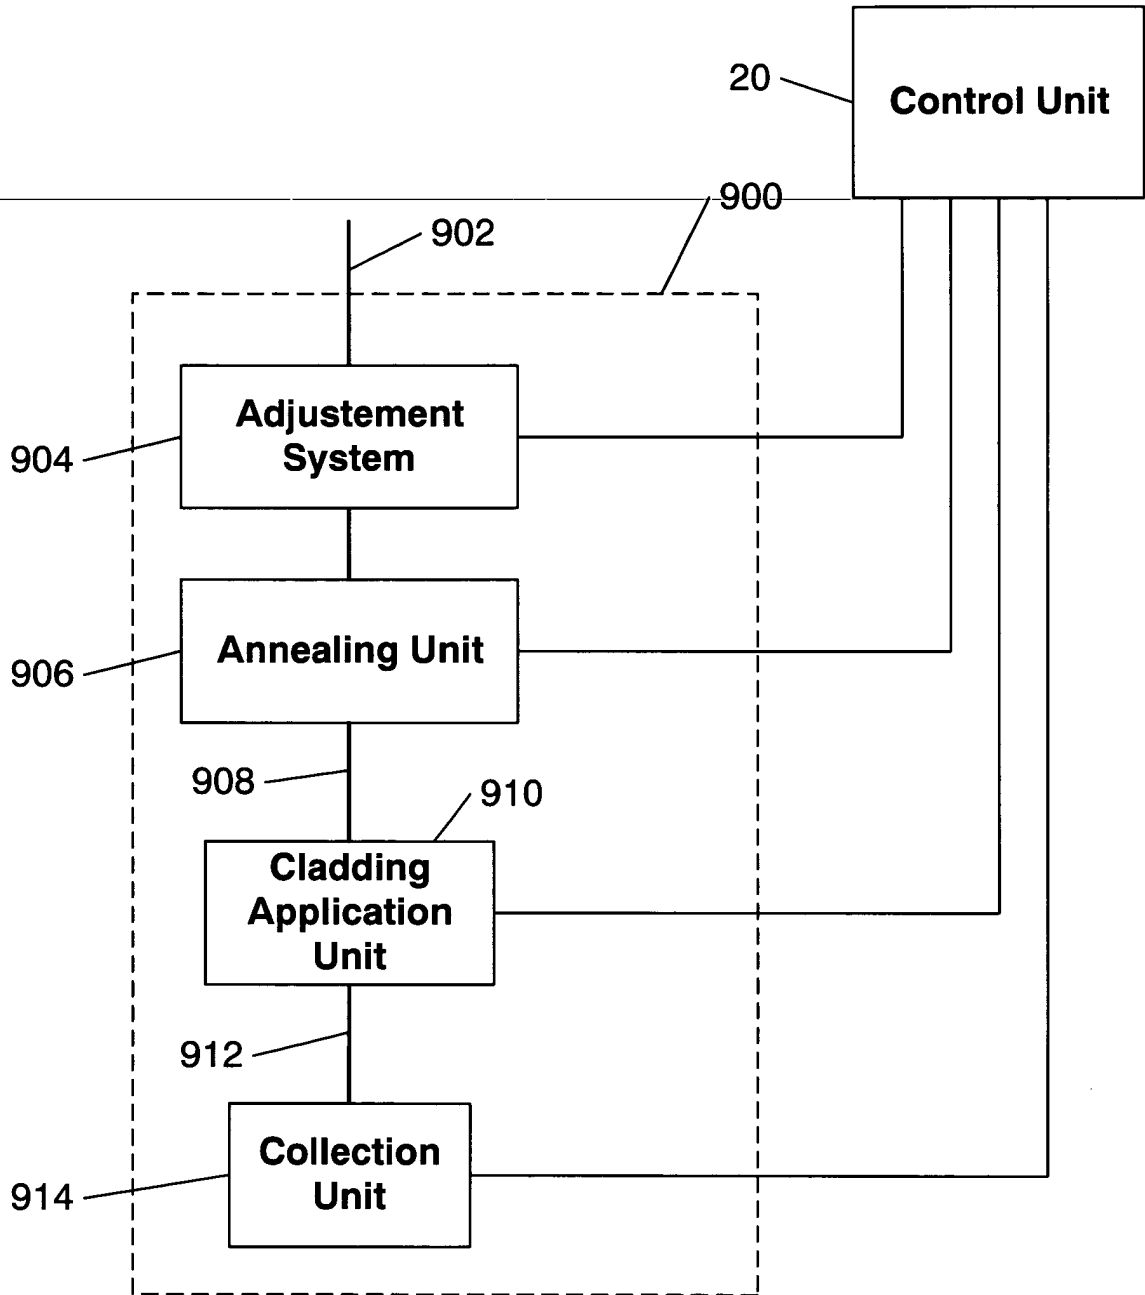 20
Control Unit
900
902
Adjustement
System
904
Annealing Unit
906
908
910
Cladding
Application
Unit
912
Collection
Unit
914